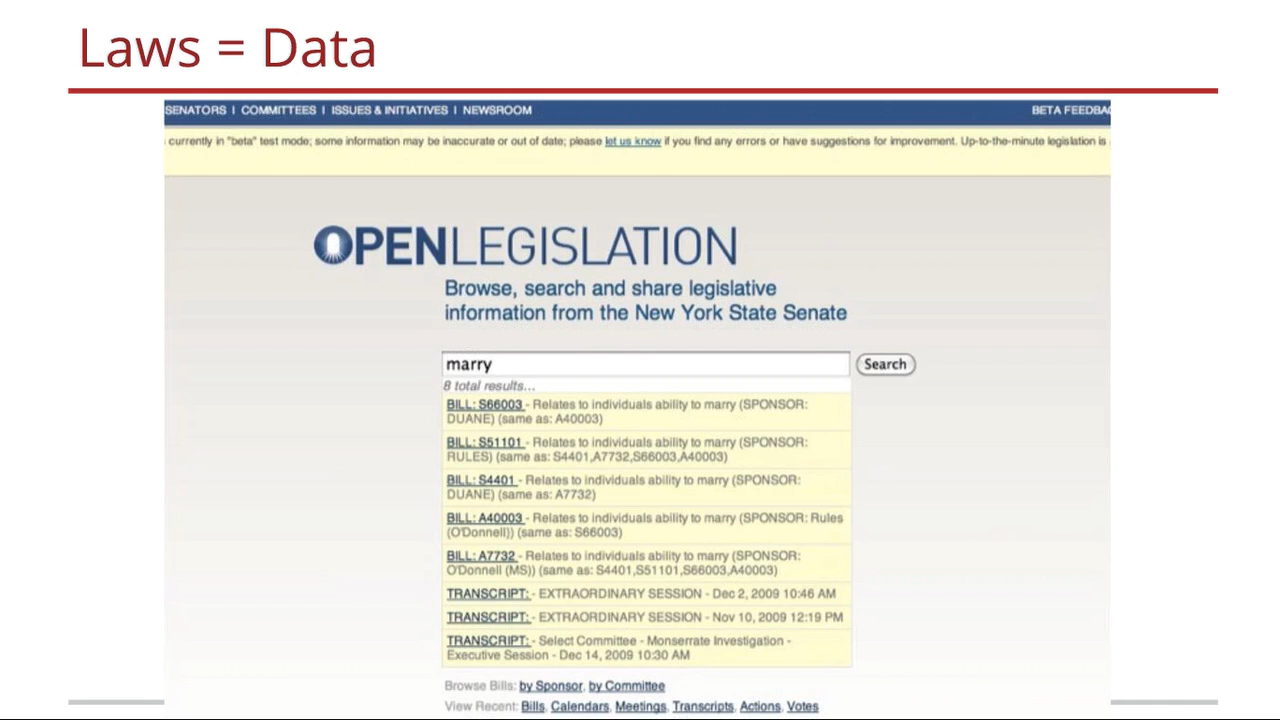 Laws = Data
SENATORS | COMMITTEES | ISSUES & INITIATIVES | NEWSROOM
BETA FEEDBA
currently in "beta" test mode; some information may be inaccurate or out of date; please let us know if you find any errors or have suggestions for improvement. Up-to-the-minute legislation is
OPENLEGISLATION
Browse, search and share legislative
information from the New York State Senate
marry
Search
8 total results...
BILL: S66003 - Relates to individuals ability to marry (SPONSOR:
DUANE) (same as: A40003)
BILL: S51101 - Relates to individuals ability to marry (SPONSOR:
RULES) (same as: S4401,A7732,S66003,A40003)
BILL: S4401 - Relates to individuals ability to marry (SPONSOR:
DUANE) (same as: A7732)
BILL: A40003 - Relates to individuals ability to marry (SPONSOR: Rules
(O'Donnell)) (same as: S66003)
BILL: A7732 - Relates to individuals ability to marry (SPONSOR:
O'Donnell (MS)) (same as: S4401,S51101,S66003,A40003)
TRANSCRIPT: - EXTRAORDINARY SESSION - Dec 2, 2009 10:46 AM
TRANSCRIPT: - EXTRAORDINARY SESSION - Nov 10, 2009 12:19 PM
TRANSCRIPT: - Select Committee - Monserrate Investigation -
Executive Session - Dec 14, 2009 10:30 AM
Browse Bills: by Sponsor, by Committee
View Recent: Bills, Calendars, Meetings, Transcripts, Actions, Votes